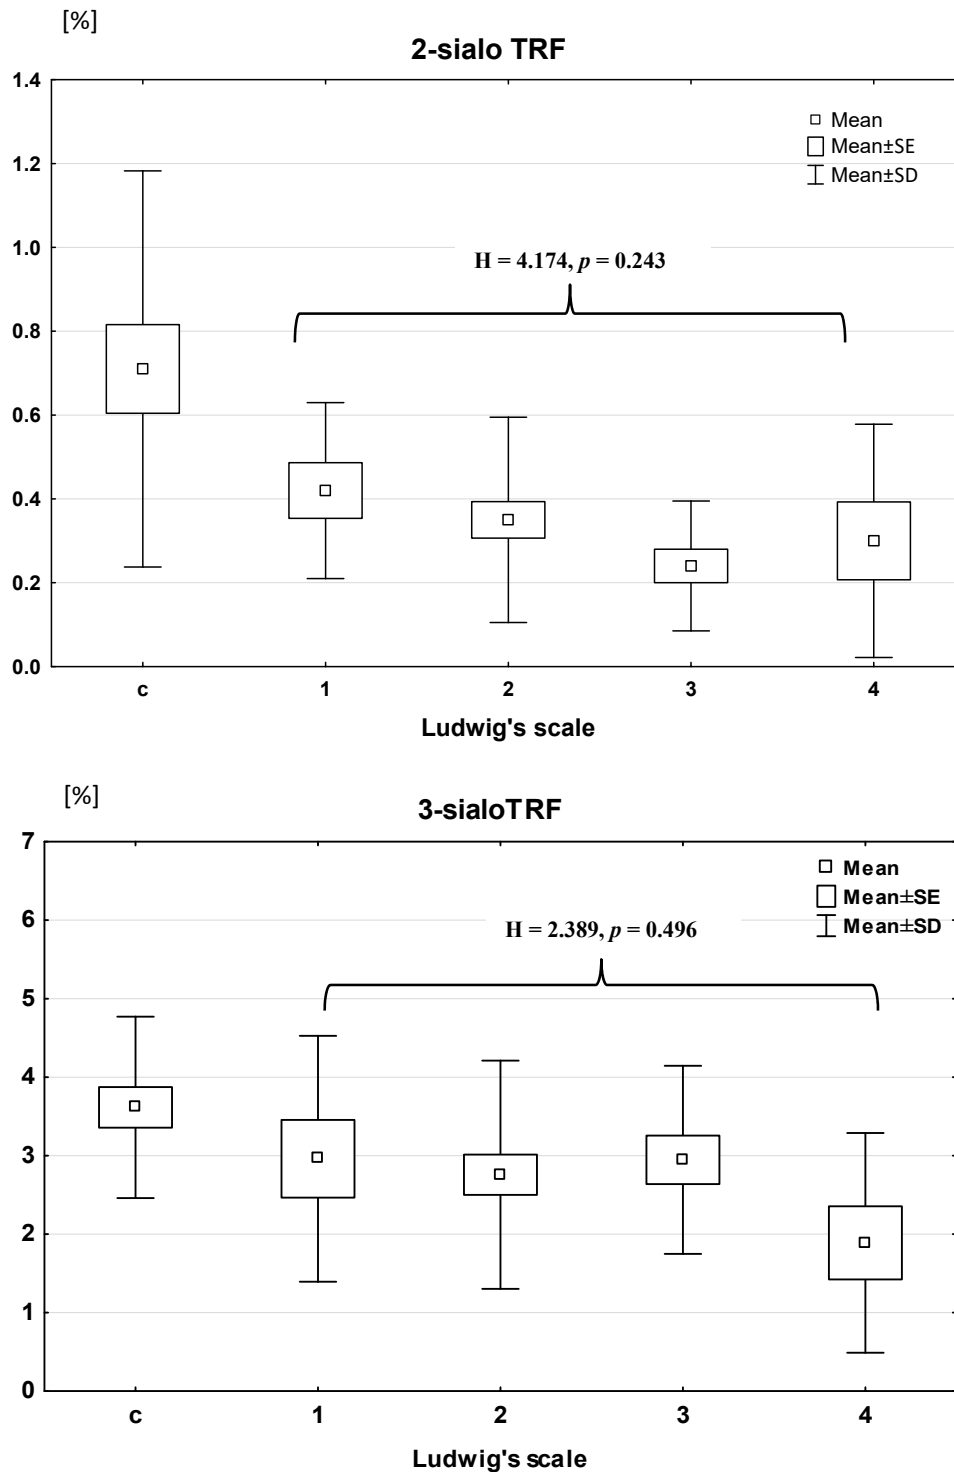 [%]
2-sialo TRF
1.4
Mean
Mean±SE
1.2
Mean±SD
1.0
H = 4.174, p = 0.243
0.8
0.6
0.4
0.2
0.0
c 1 2 3 4
Ludwig's scale
[%]
3-sialoTRF
7
Mean
Mean±SE
6
Mean±SD
H = 2.389, p = 0.496
5
4
3
2
1
0
c 1 2 3 4
Ludwig's scale